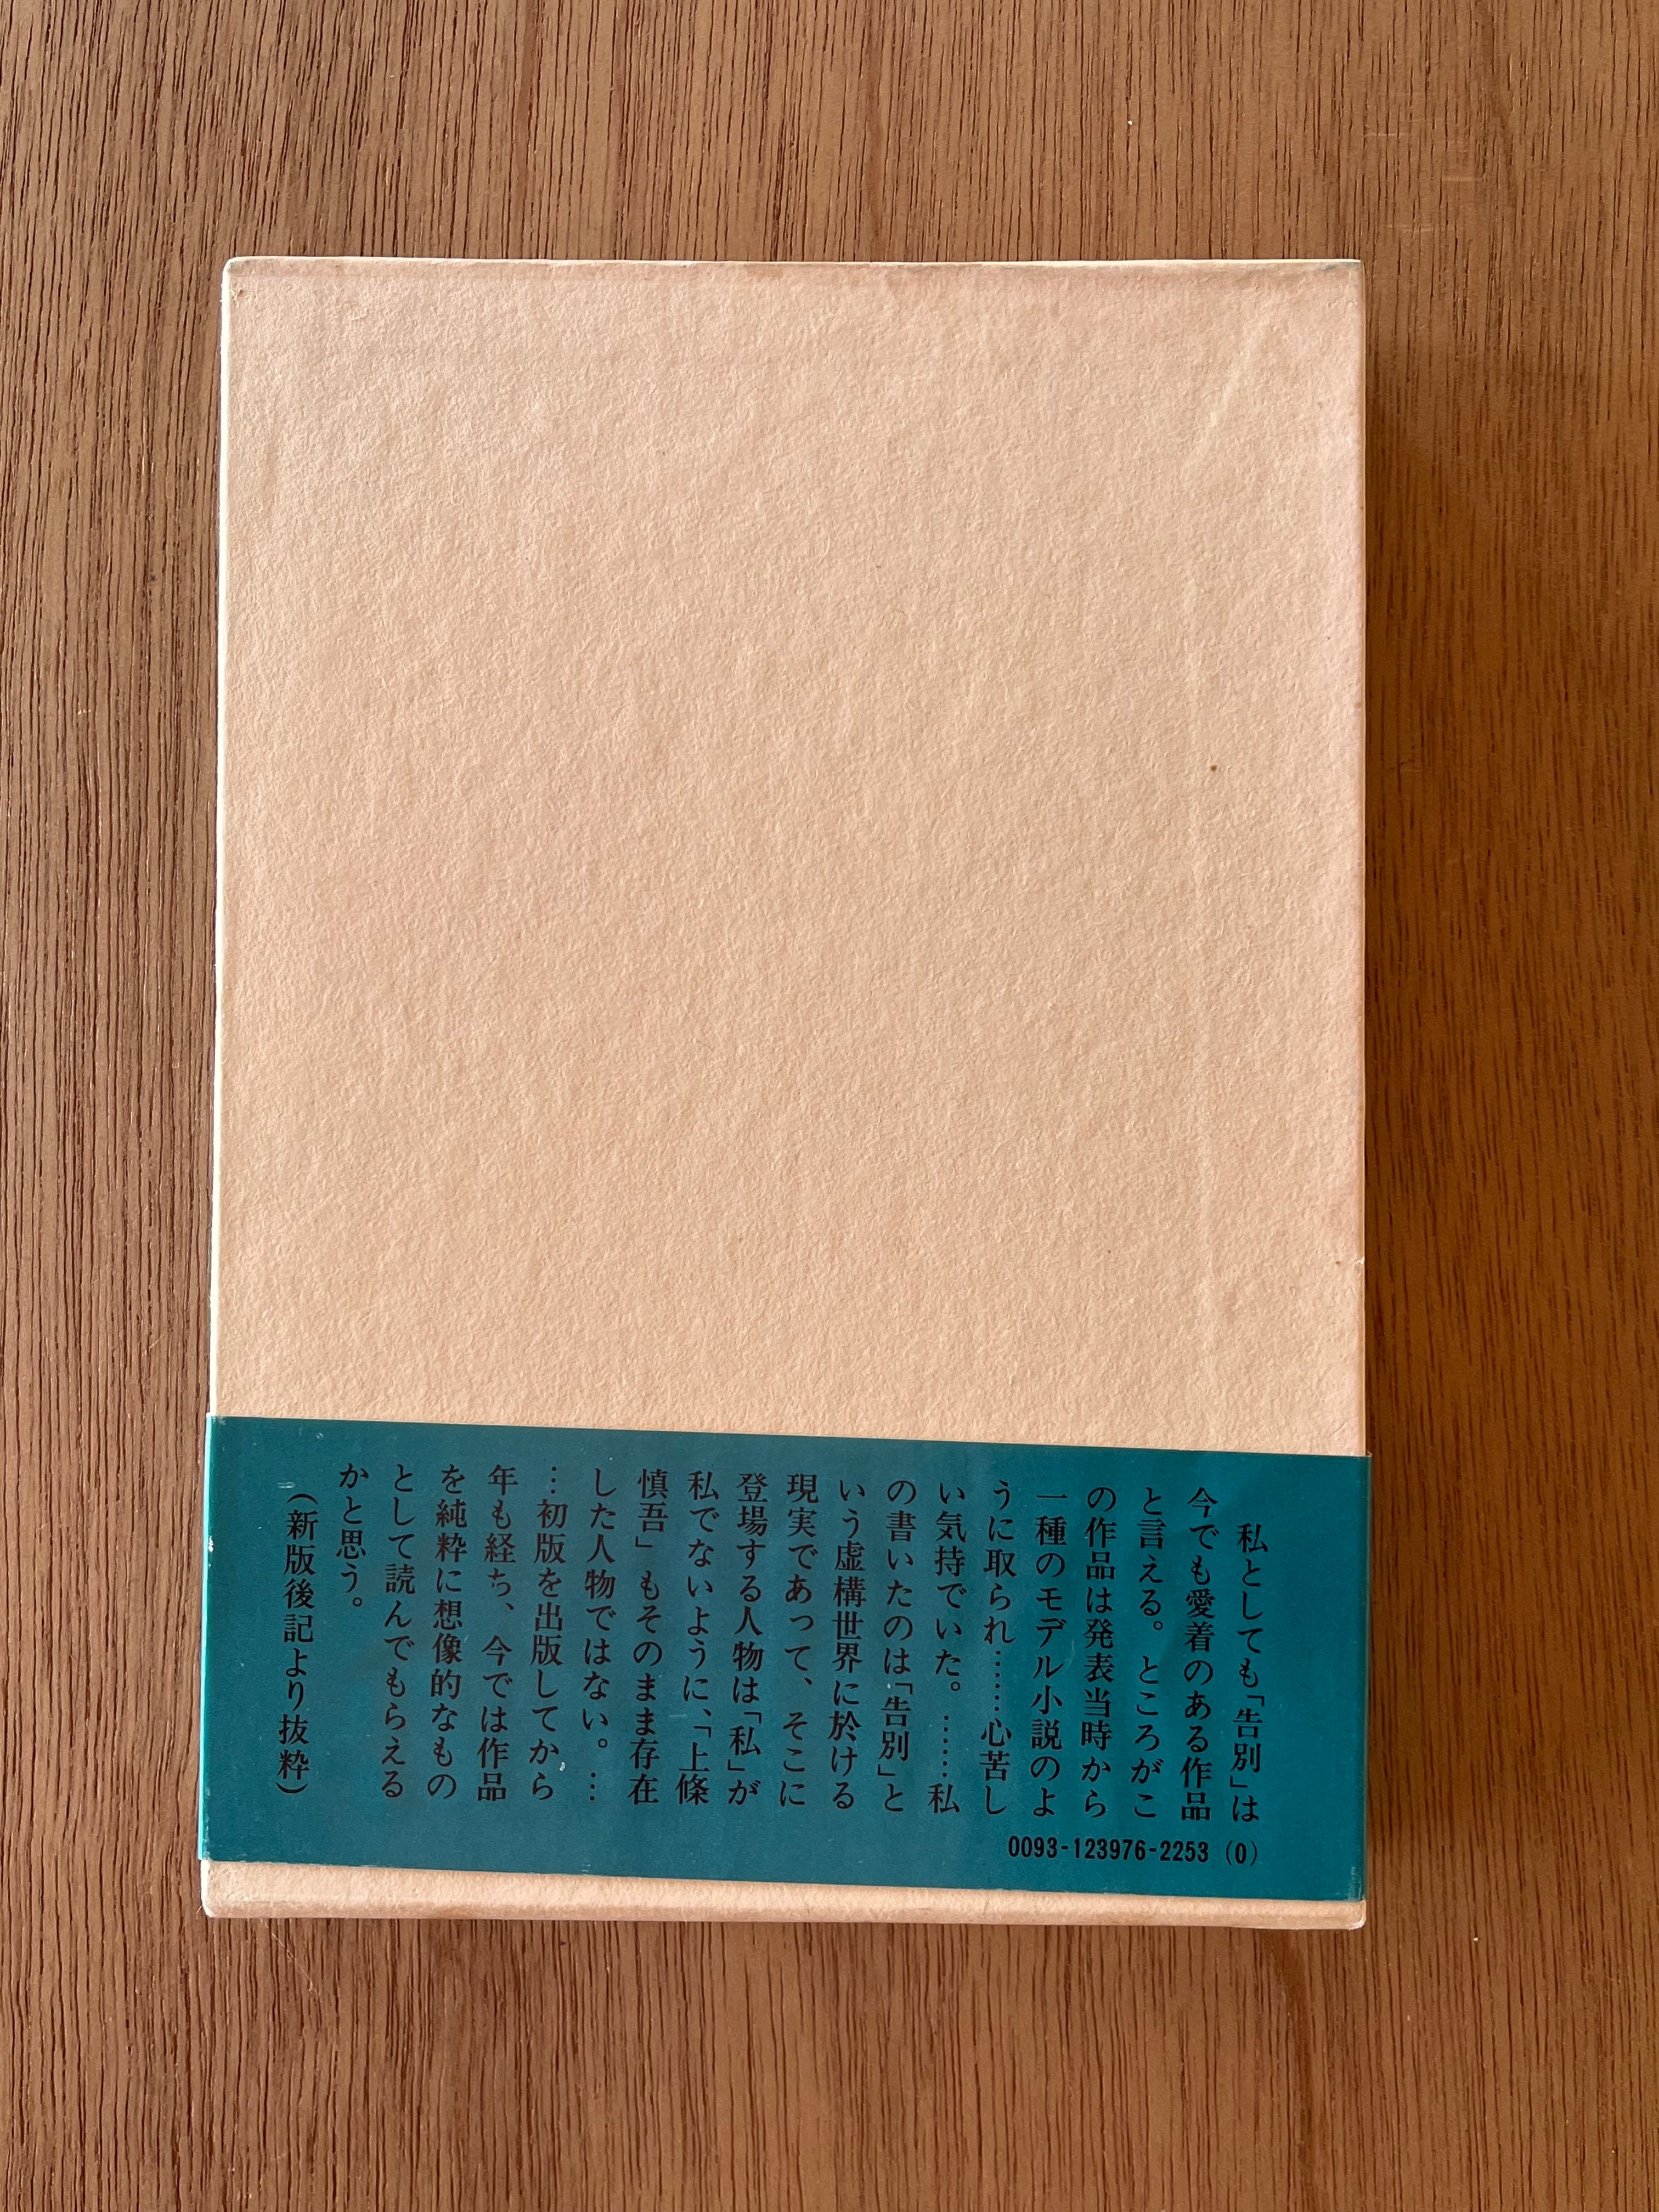 私としても「告別」は
今でも愛着のある作品
と言える。ところがこ
の作品は発表当時から
一種のモデル小説のよ
うに取られ……心苦し
い気持でいた。……私
の書いたのは「告別」と
いう虚構世界に於ける
現実であって、そこに
登場する人物は「私」が
私でないように、「上條
慎吾」もそのまま存在
した人物ではない。…
…初版を出版してから
年も経ち、今では作品
を純粋に想像的なもの
として読んでもらえる
かと思う。
（新版後記より抜粋）
0093-123976-2253（0）